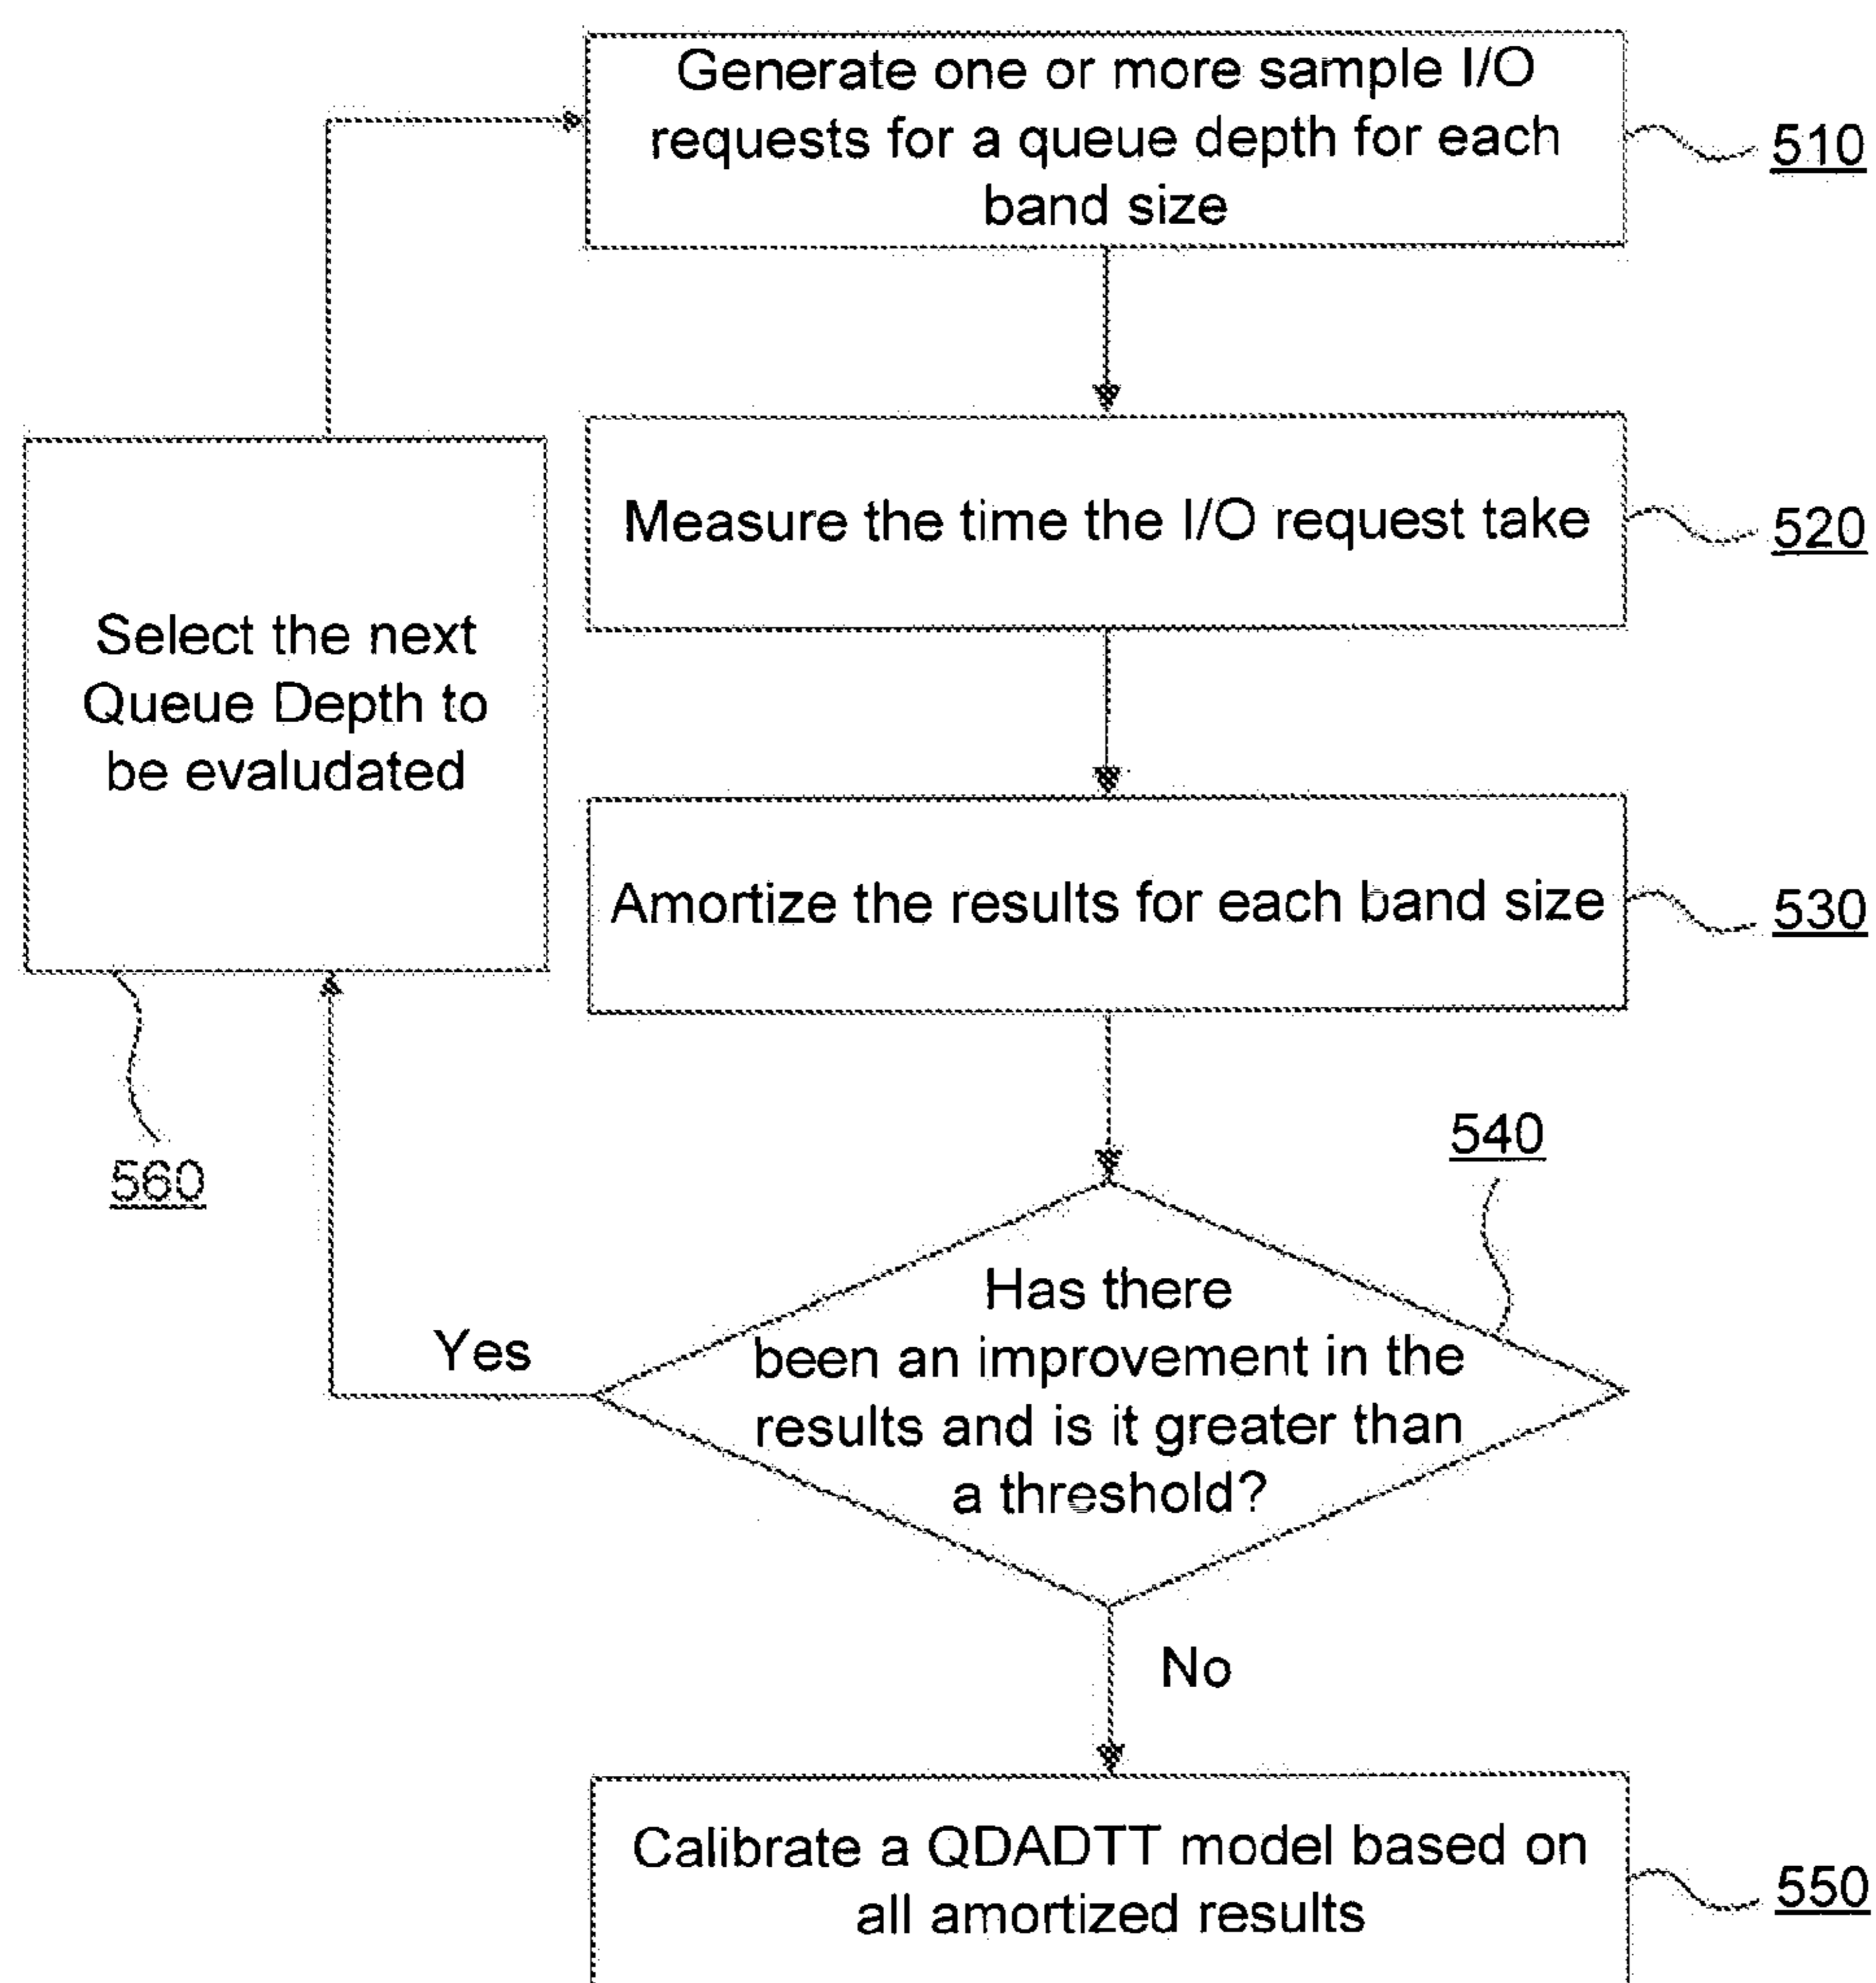 Generate one or more sample I/O
requests for a queue depth for each
band size
510
Measure the time the I/O request take
520
Select the next
Queue Depth to
be evaludated
560
Amortize the results for each band size
530
540
Has there
been an improvement in the
results and is it greater than
a threshold?
Yes
No
Calibrate a QDADTT model based on
all amortized results
550